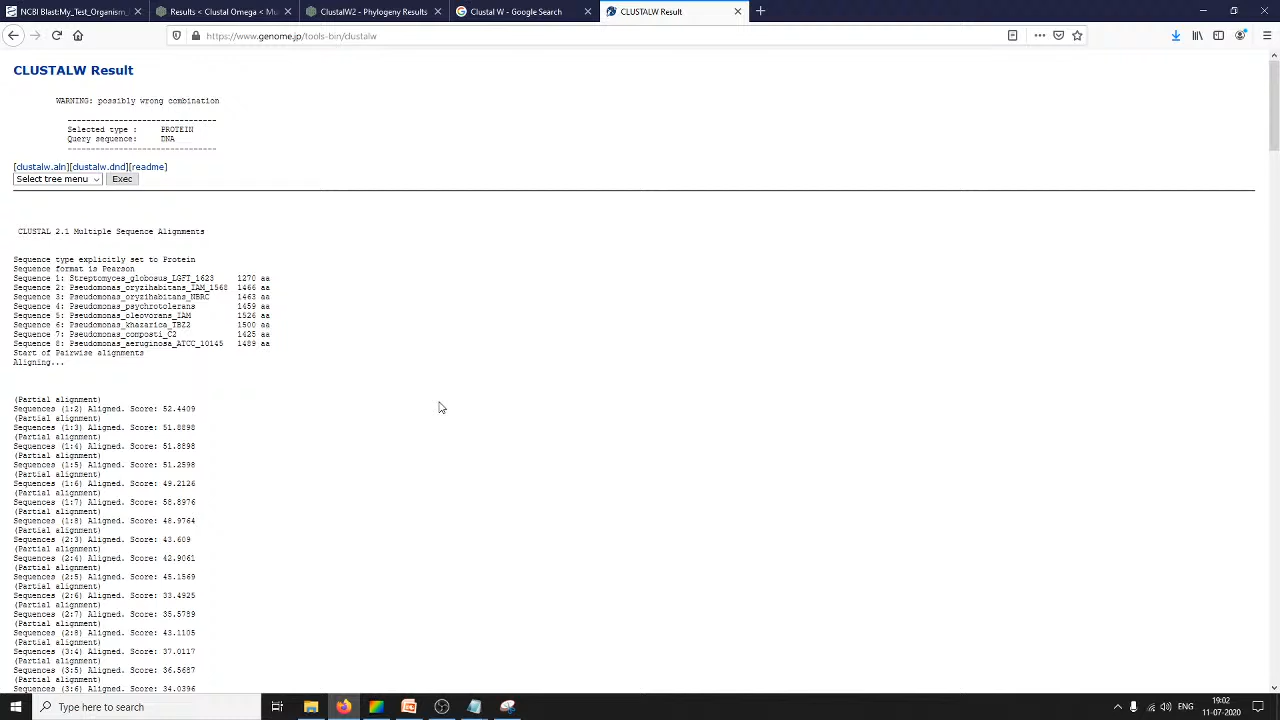 NCBI Blast:My_Test_Organism_
Results < Clustal Omega < Mu
ClustalW2 - Phylogeny Results
Clustal W - Google Search
CLUSTALW Result
https://www.genome.jp/tools-bin/clustalw
CLUSTALW Result
WARNING: possibly wrong combination
--------------------------------
Selected type : PROTEIN
Query sequence: DNA
--------------------------------
[clustalw.aln][clustalw.dnd][readme]
Select tree menu Exec
CLUSTAL 2.1 Multiple Sequence Alignments
Sequence type explicitly set to Protein
Sequence format is Pearson
Sequence 1: Streptomyces_globosus_LGFT_1623 1270 aa
Sequence 2: Pseudomonas_oryzihabitans_IAM_1568 1466 aa
Sequence 3: Pseudomonas_oryzihabitans_NBRC 1463 aa
Sequence 4: Pseudomonas_psychrotolerans 1459 aa
Sequence 5: Pseudomonas_oleovorans_IAM 1526 aa
Sequence 6: Pseudomonas_khazarica_TBZ2 1500 aa
Sequence 7: Pseudomonas_composti_C2 1425 aa
Sequence 8: Pseudomonas_aeruginosa_ATCC_10145 1489 aa
Start of Pairwise alignments
Aligning...
(Partial alignment)
Sequences (1:2) Aligned. Score: 52.4409
(Partial alignment)
Sequences (1:3) Aligned. Score: 51.8898
(Partial alignment)
Sequences (1:4) Aligned. Score: 51.8898
(Partial alignment)
Sequences (1:5) Aligned. Score: 51.2598
(Partial alignment)
Sequences (1:6) Aligned. Score: 49.2126
(Partial alignment)
Sequences (1:7) Aligned. Score: 58.8976
(Partial alignment)
Sequences (1:8) Aligned. Score: 48.9764
(Partial alignment)
Sequences (2:3) Aligned. Score: 43.609
(Partial alignment)
Sequences (2:4) Aligned. Score: 42.9061
(Partial alignment)
Sequences (2:5) Aligned. Score: 45.1569
(Partial alignment)
Sequences (2:6) Aligned. Score: 33.4925
(Partial alignment)
Sequences (2:7) Aligned. Score: 35.5789
(Partial alignment)
Sequences (2:8) Aligned. Score: 43.1105
(Partial alignment)
Sequences (3:4) Aligned. Score: 37.0117
(Partial alignment)
Sequences (3:5) Aligned. Score: 36.5687
(Partial alignment)
Sequences (3:6) Aligned. Score: 34.0396
Type here to search
ENG
19:02
11-07-2020